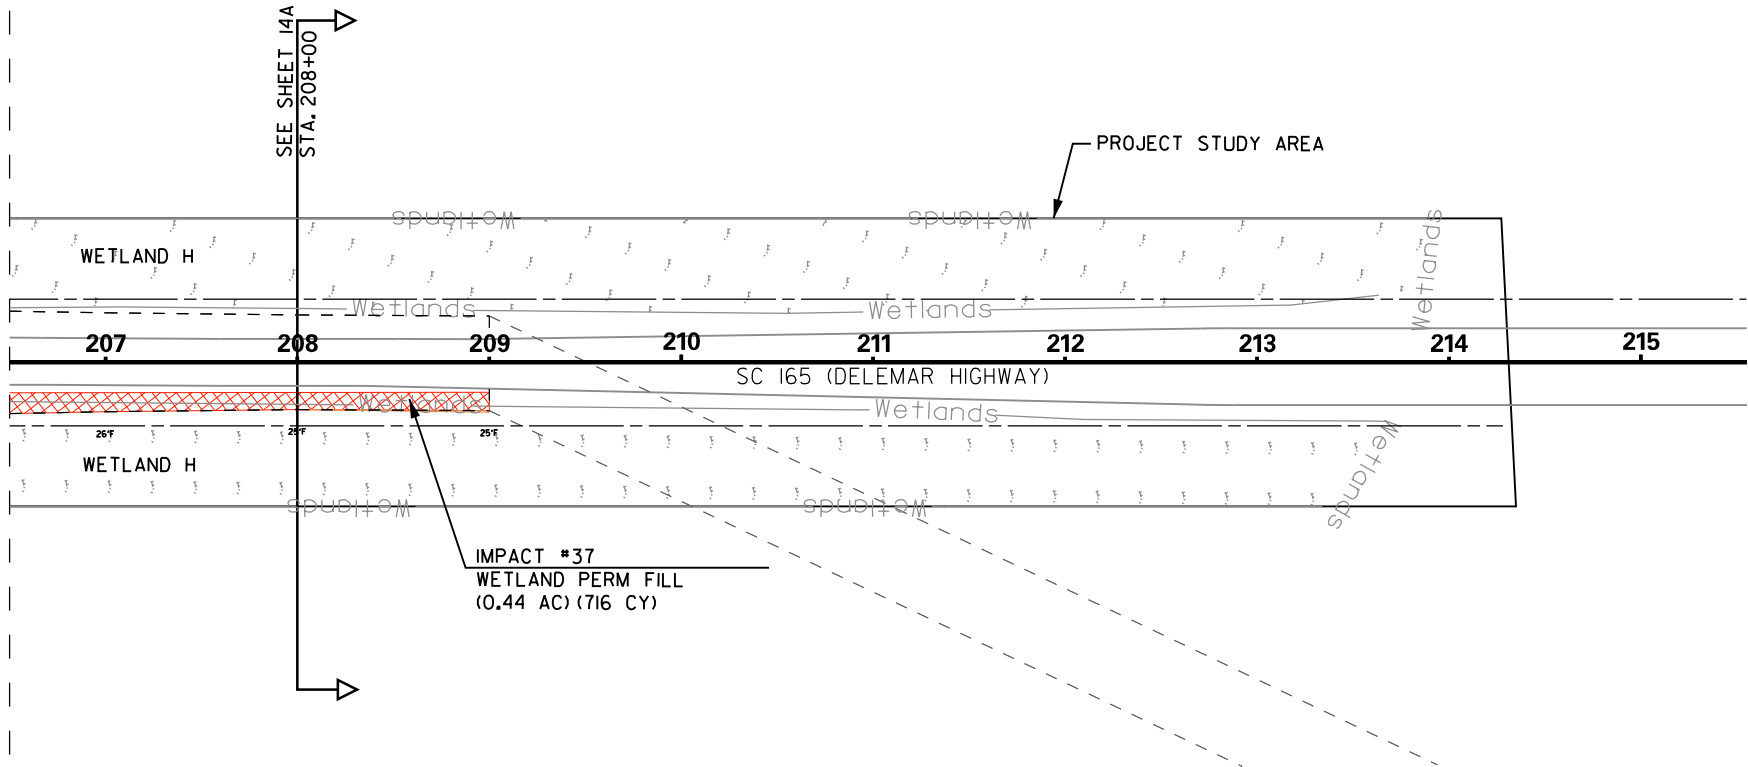 SEE SHEET 14A
STA. 208+00
PROJECT STUDY AREA
Wetlands
Wetlands
Wetlands
WETLAND H
Wetlands
Wetlands
207
208
209
210
211
212
213
214
215
SC 165 (DELEMAR HIGHWAY)
Wetlands
Wetlands
Wetlands
26'F
25'F
25'F
WETLAND H
Wetlands
Wetlands
IMPACT #37
WETLAND PERM FILL
(0.44 AC) (716 CY)